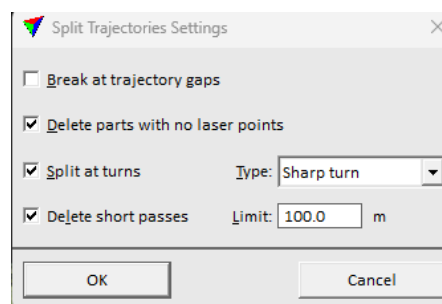 Split Trajectories Settings
Break at trajectory gaps
Delete parts with no laser points
Split at turns Type: Sharp turn
Delete short passes Limit: 100.0 m
OK Cancel